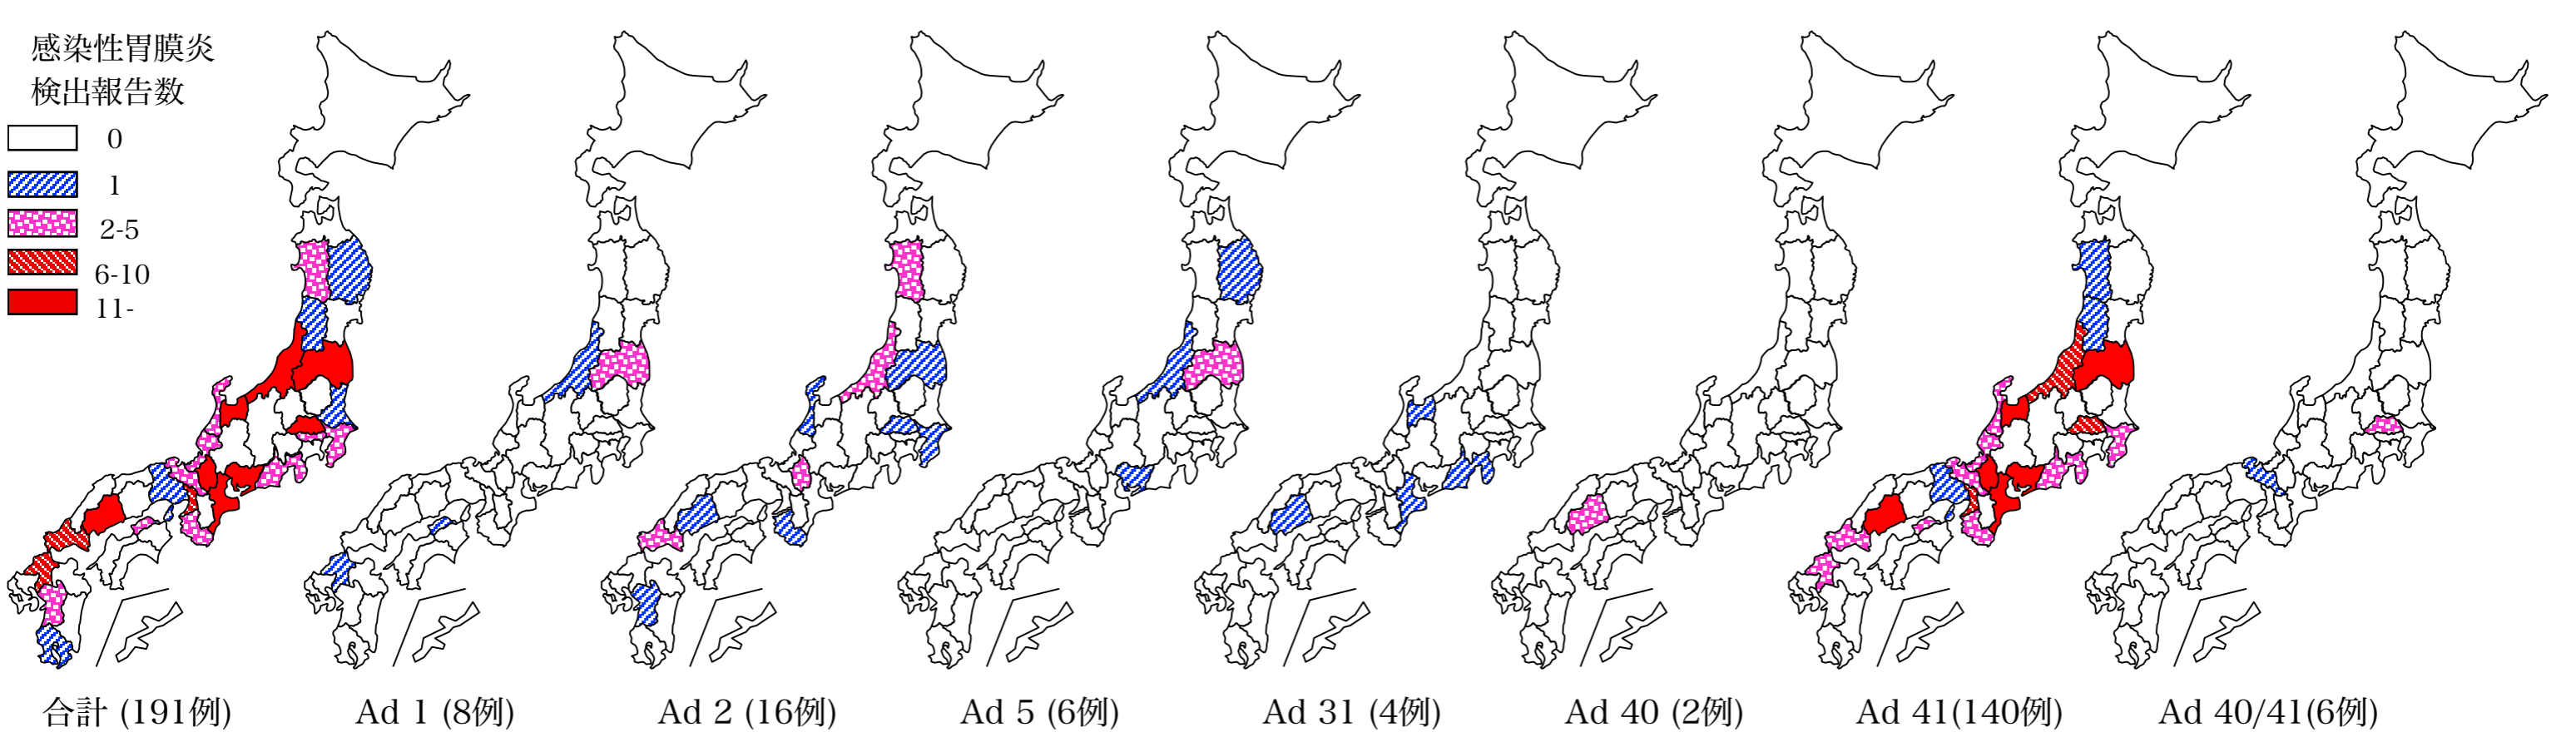 感染性胃膜炎
検出報告数
0
1
2-5
6-10
11-
合計 (191例)
Ad 1 (8例)
Ad 2 (16例)
Ad 5 (6例)
Ad 31 (4例)
Ad 40 (2例)
Ad 41(140例)
Ad 40/41(6例)